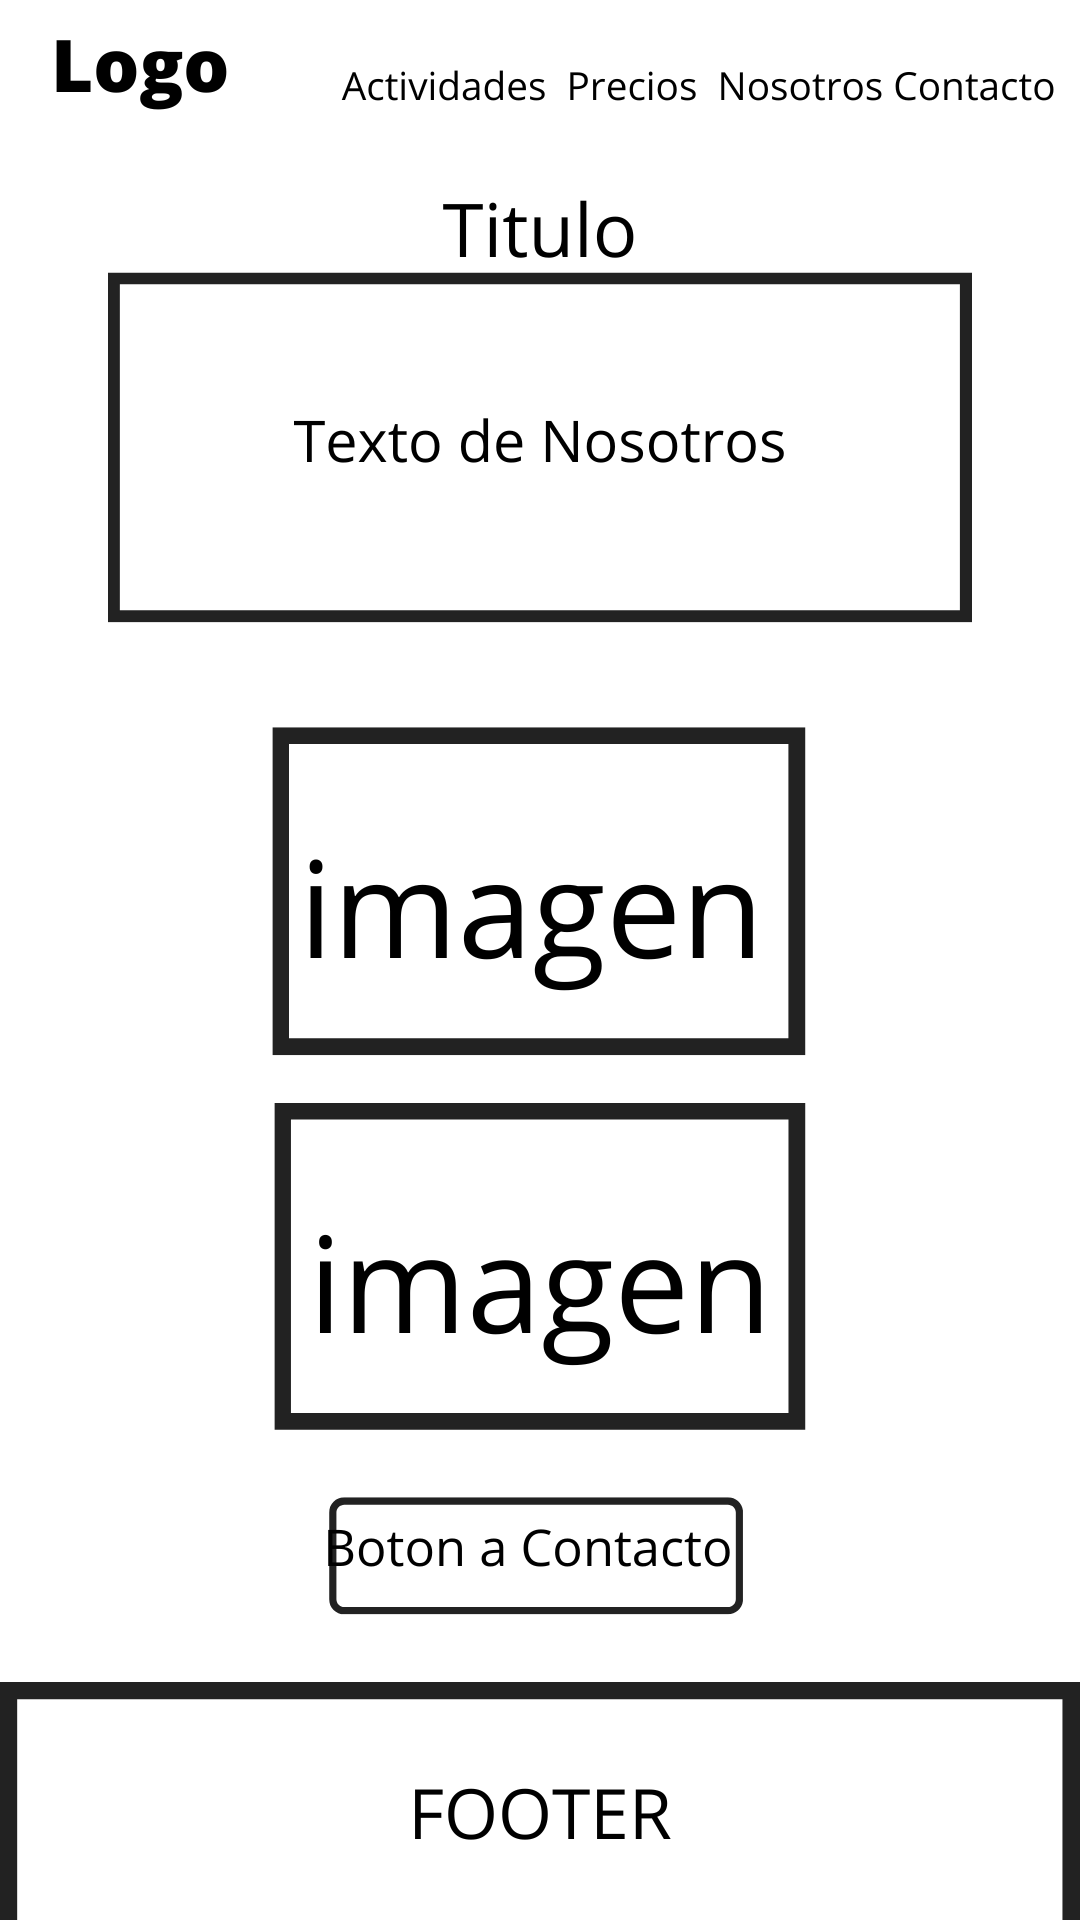 Logo
Actividades Precios Nosotros Contacto
Titulo
Texto de Nosotros
imagen
imagen
Boton a Contacto
FOOTER